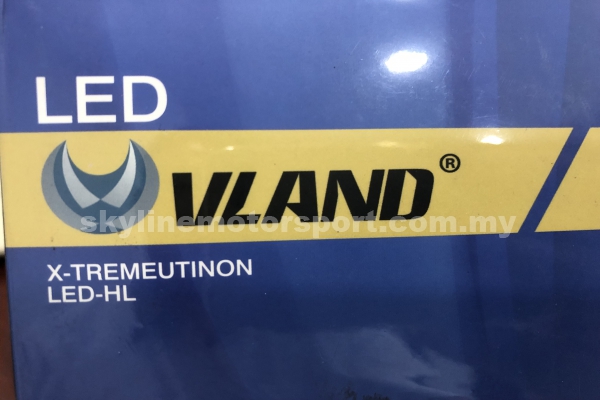 LED
VLAND®
skylinemotorsport.com.my
X-TREMEUTINON
LED-HL